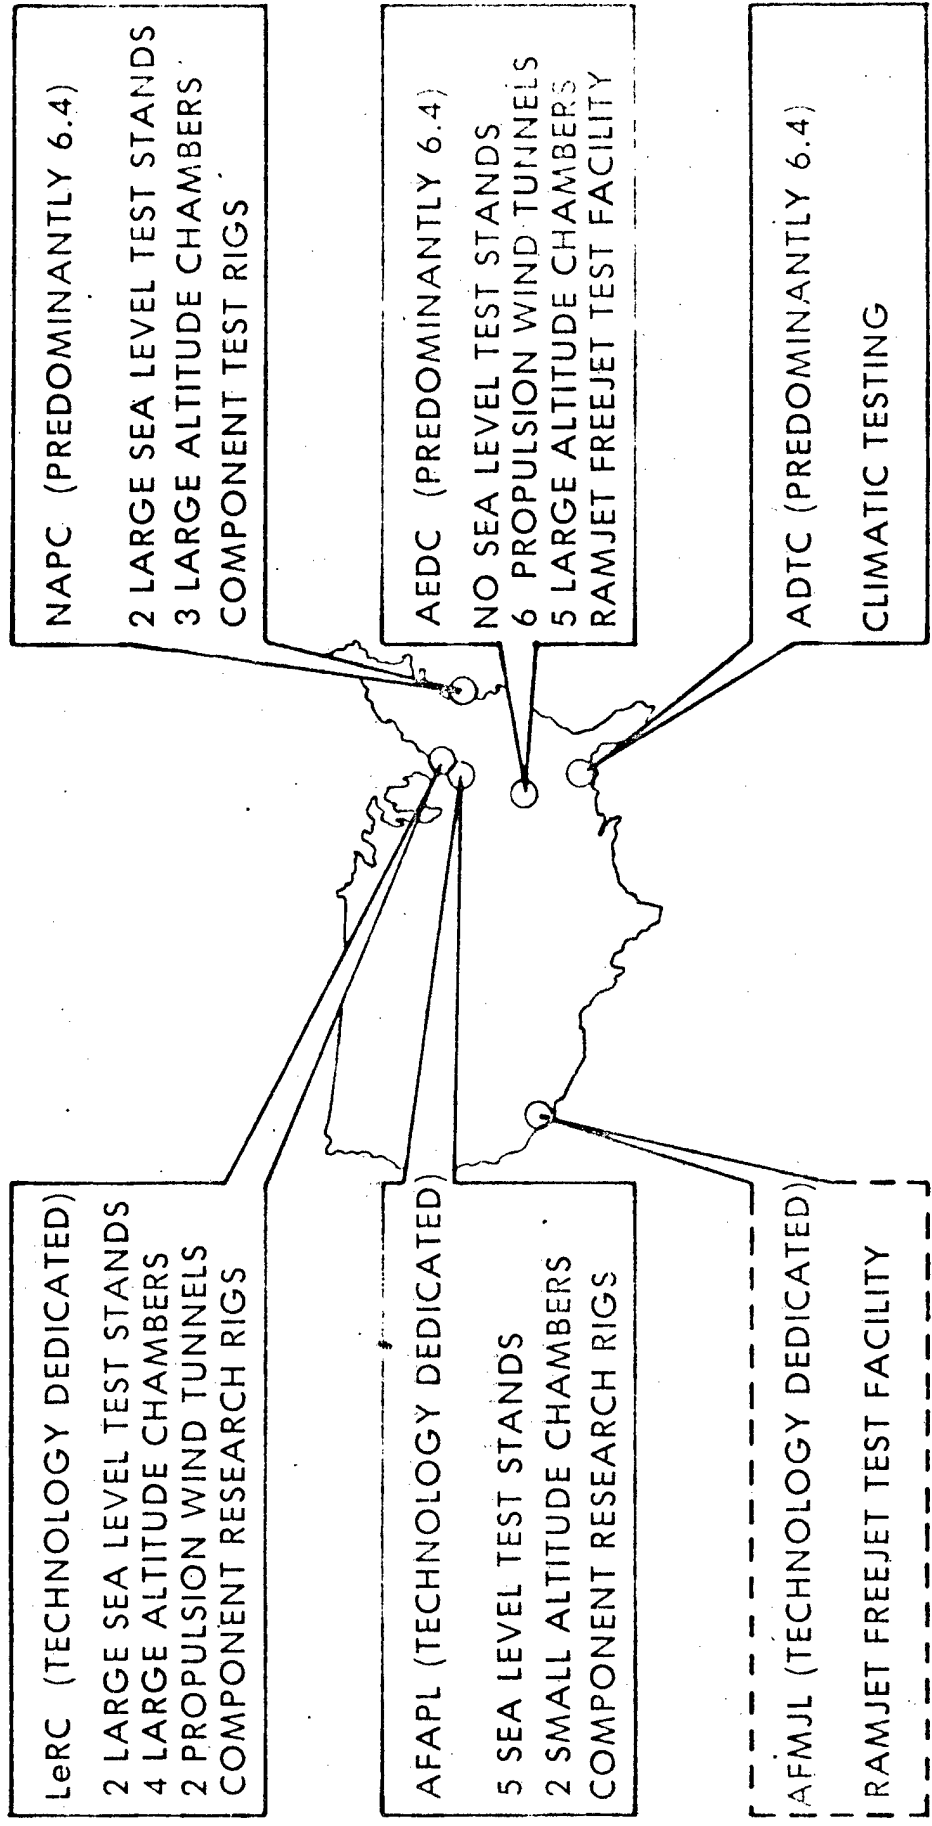 LeRC (TECHNOLOGY DEDICATED)
2 LARGE SEA LEVEL TEST STANDS
4 LARGE ALTITUDE CHAMBERS
2 PROPULSION WIND TUNNELS
COMPONENT RESEARCH RIGS
NAPC (PREDOMINANTLY 6.4)
2 LARGE SEA LEVEL TEST STANDS
3 LARGE ALTITUDE CHAMBERS
COMPONENT TEST RIGS
AFAPL (TECHNOLOGY DEDICATED)
5 SEA LEVEL TEST STANDS
2 SMALL ALTITUDE CHAMBERS
COMPONENT RESEARCH RIGS
AEDC (PREDOMINANTLY 6.4)
NO SEA LEVEL TEST STANDS
6 PROPULSION WIND TUNNELS
5 LARGE ALTITUDE CHAMBERS
RAMJET FREEJET TEST FACILITY
AFMJL (TECHNOLOGY DEDICATED)
RAMJET FREEJET TEST FACILITY
ADTC (PREDOMINANTLY 6.4)
CLIMATIC TESTING